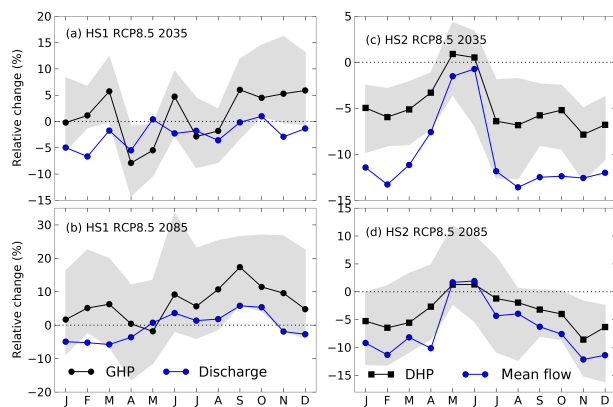 (a) HS1 RCP8.5 2035
Relative change (%)
20
15
10
5
0
−5
−10
−15
(c) HS2 RCP8.5 2035
5
0
−5
−10
−15
(b) HS1 RCP8.5 2085
Relative change (%)
30
20
10
0
−10
−20
GHP
Discharge
J F M A M J J A S O N D
(d) HS2 RCP8.5 2085
15
10
5
0
−5
−10
−15
DHP
Mean flow
J F M A M J J A S O N D